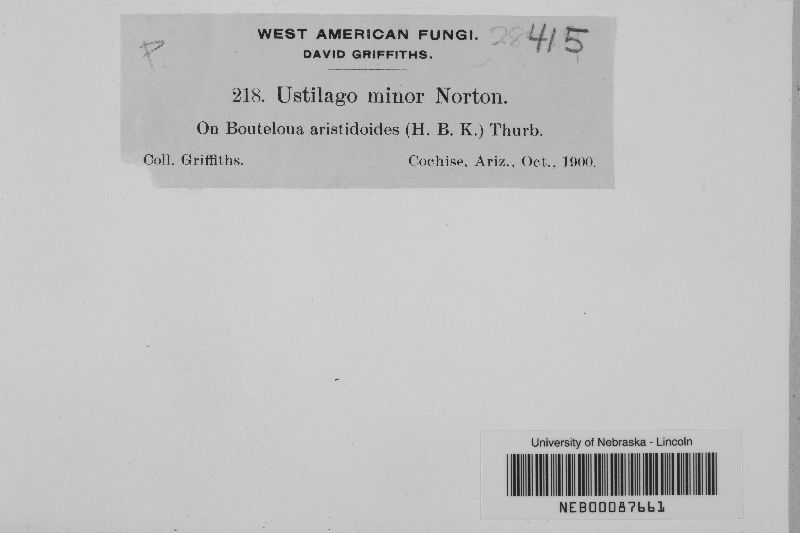 P
WEST AMERICAN FUNGI. 28415
DAVID GRIFFITHS.
218. Ustilago minor Norton.
On Bouteloua aristidoides (H. B. K.) Thurb.
Coll. Griffiths. Cochise, Ariz., Oct., 1900.
University of Nebraska - Lincoln
NEB00087661